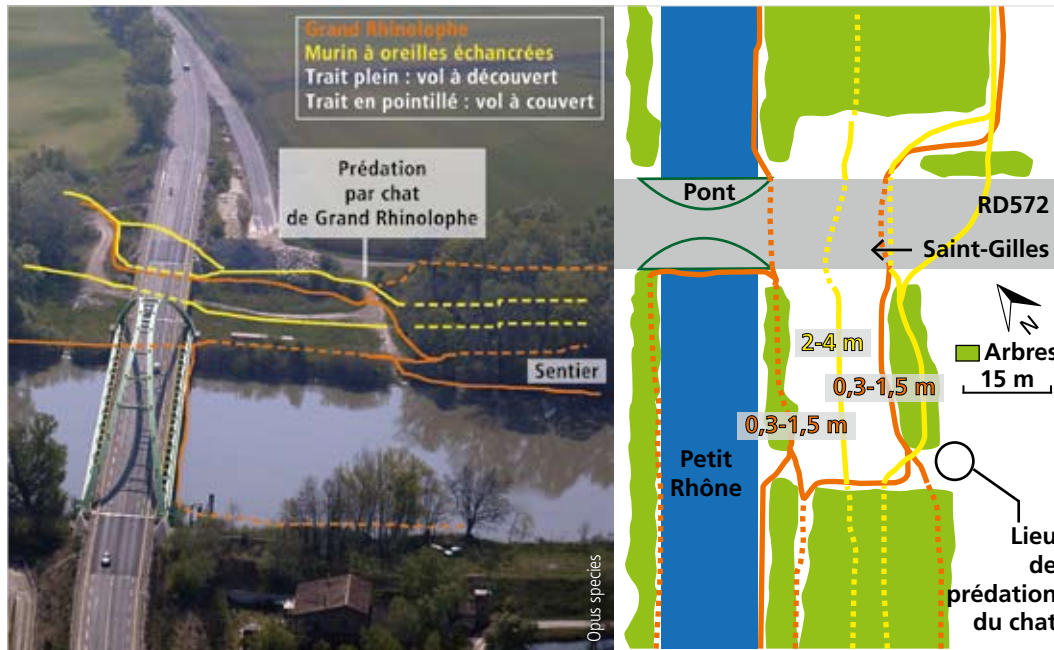 Grand Rhinolophe
Murin à oreilles échancrées
Trait plein : vol à découvert
Trait en pointillé : vol à couvert
Prédation
par chat
de Grand Rhinolophe
Sentier
Opus species
Pont
RD572
Saint-Gilles
N
Arbres
15 m
2-4 m
0,3-1,5 m
0,3-1,5 m
Petit
Rhône
Lieu
de
prédation
du chat